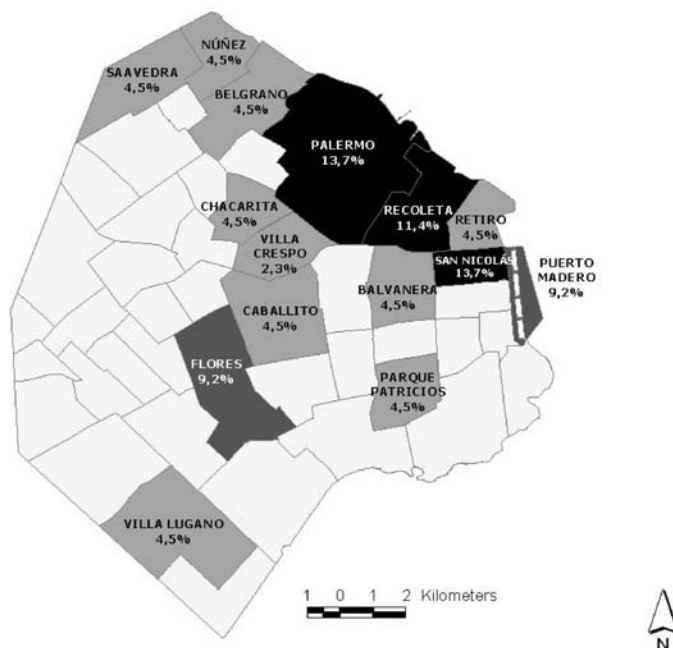 NÚÑEZ
4,5%
SAAVEDRA
4,5%
BELGRANO
4,5%
PALERMO
13,7%
CHACARITA
4,5%
RECOLETA
11,4%
RETIRO
4,5%
VILLA
CRESPO
2,3%
SAN NICOLÁS
13,7%
PUERTO
MADERO
9,2%
BALVANERA
4,5%
CABALLITO
4,5%
FLORES
9,2%
PARQUE
PATRICIOS
4,5%
VILLA LUGANO
4,5%
1 0 1 2 Kilometers
N